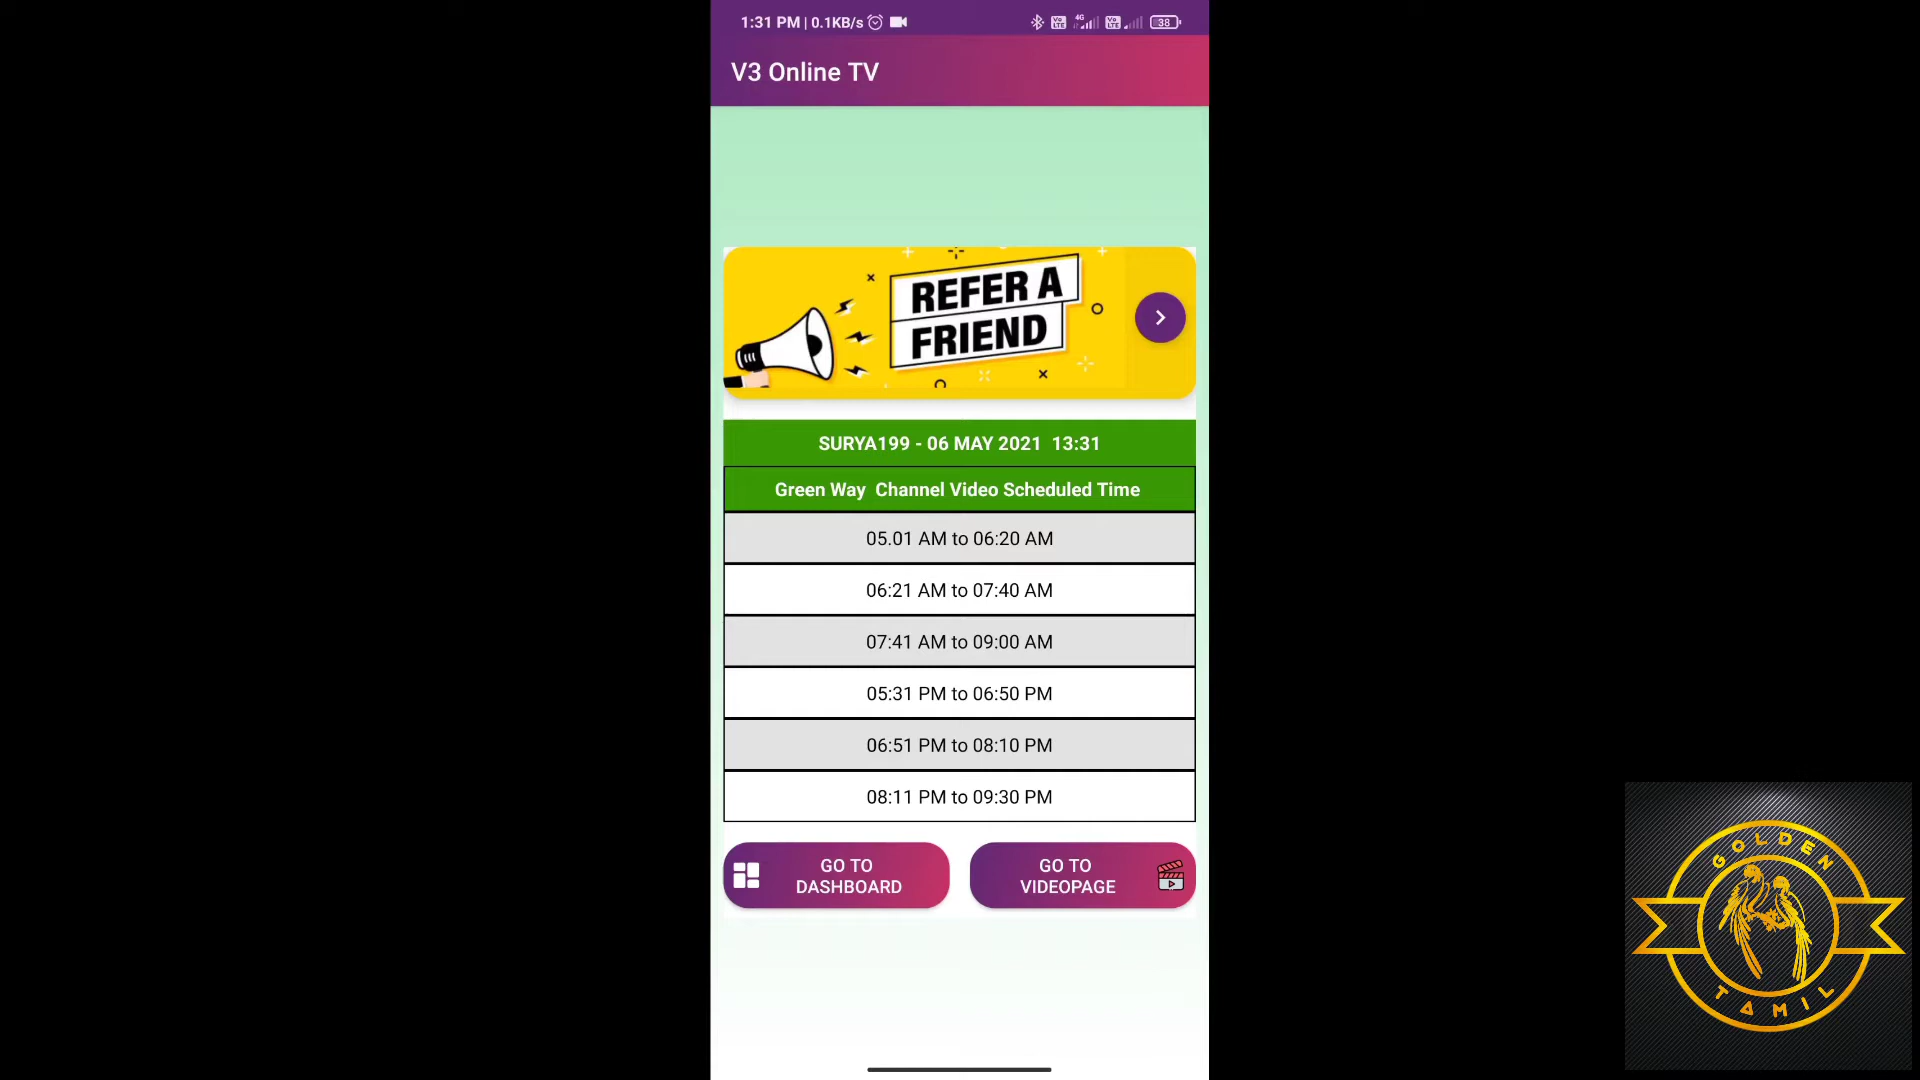 1:31 PM | 0.1KB/s
4G
38
V3 Online TV
REFER A
FRIEND
SURYA199 - 06 MAY 2021 13:31
Green Way Channel Video Scheduled Time
05.01 AM to 06:20 AM
06:21 AM to 07:40 AM
07:41 AM to 09:00 AM
05:31 PM to 06:50 PM
06:51 PM to 08:10 PM
08:11 PM to 09:30 PM
GO TO
DASHBOARD
GO TO
VIDEOPAGE
GOLDEN
TAMIL